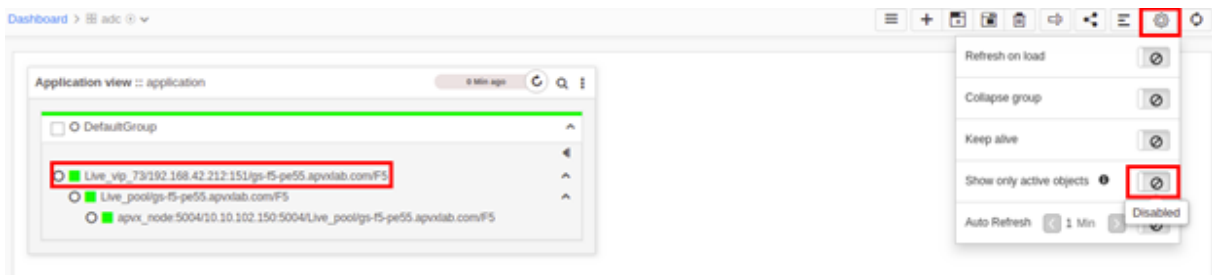 Dashboard > adc
Application view :: application
0 Min ago
DefaultGroup
Live_vip_73/192.168.42.212:151/gs-f5-pe55.apvxlab.com/F5
Live_pool/gs-f5-pe55.apvxlab.com/F5
apvx_node:5004/10.10.102.150:5004/Live_pool/gs-f5-pe55.apvxlab.com/F5
Refresh on load
Collapse group
Keep alive
Show only active objects
Disabled
Auto Refresh 1 Min